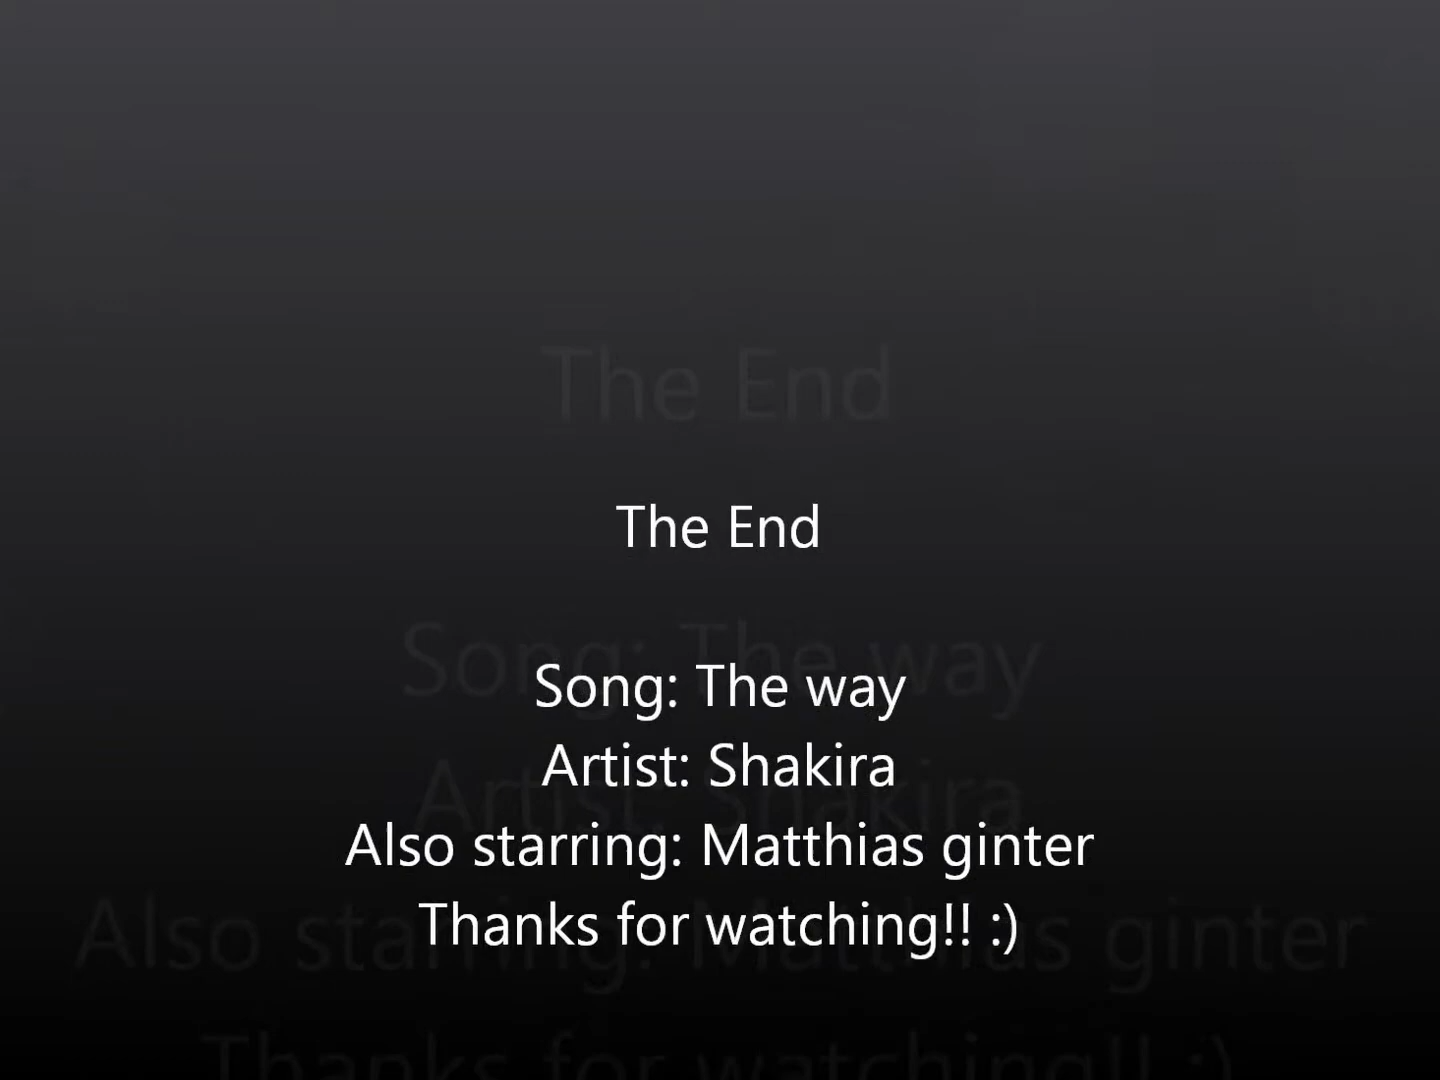 The End
Song: The way
Artist: Shakira
Also starring: Matthias ginter
Thanks for watching!! :)